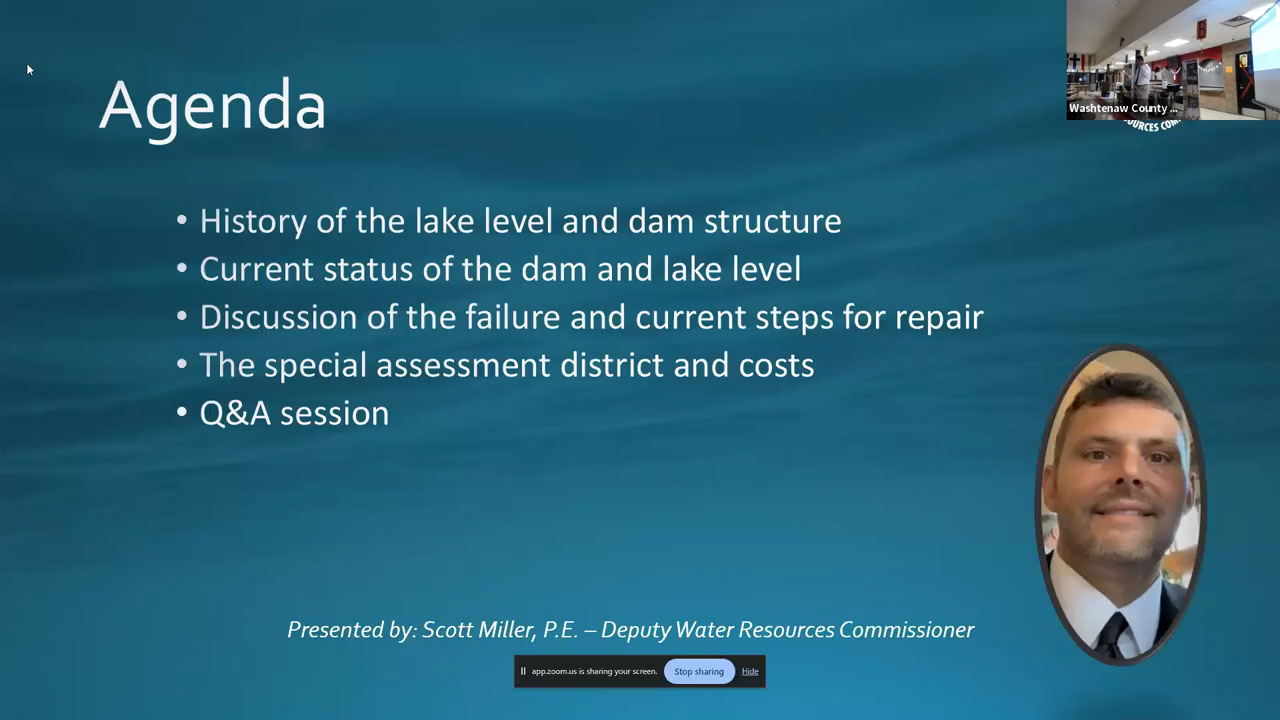 Agenda
Washtenaw County ...
OURCES COM
• History of the lake level and dam structure
• Current status of the dam and lake level
• Discussion of the failure and current steps for repair
• The special assessment district and costs
• Q&A session
Presented by: Scott Miller, P.E. – Deputy Water Resources Commissioner
app.zoom.us is sharing your screen. Stop sharing Hide